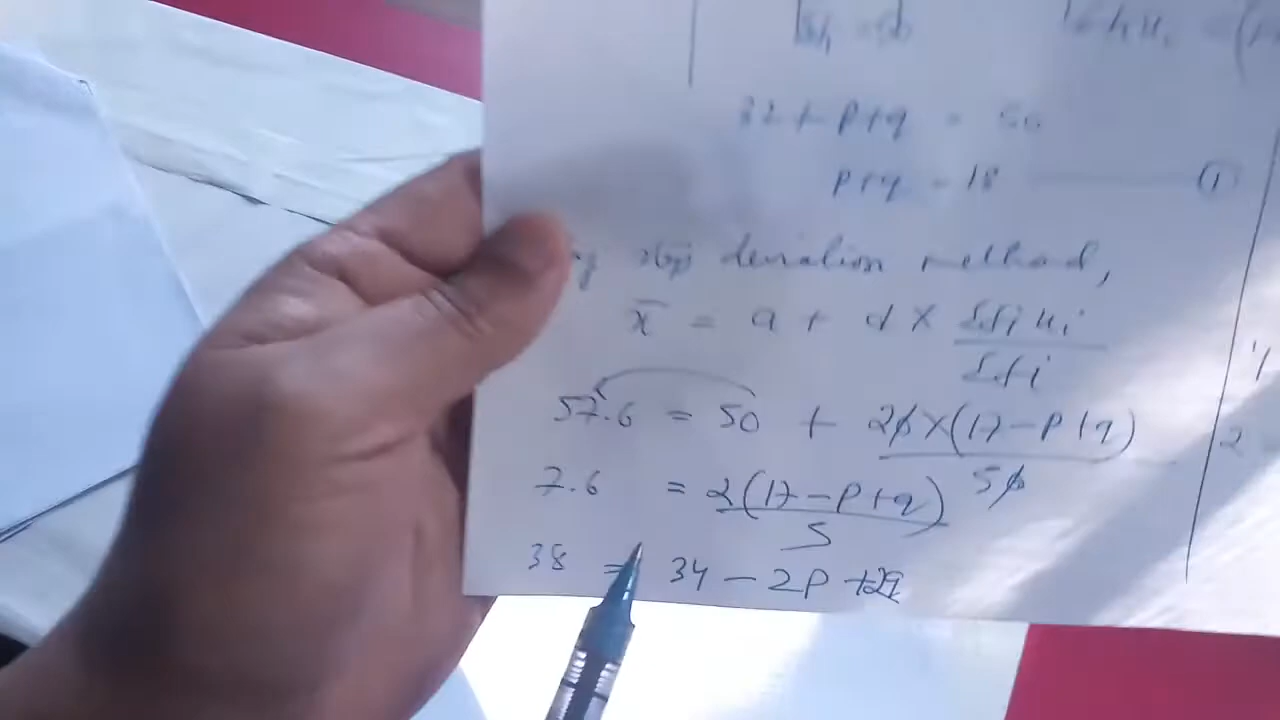 32 + p+q = 50
p+q = 18 ①
step deviation method,
x̄ = a + d × Σfiui / Σfi
57.6 = 50 + 20×(17-p+q) / 50
7.6 = 2(17-p+q) / 5
38 = 34 - 2p +2q